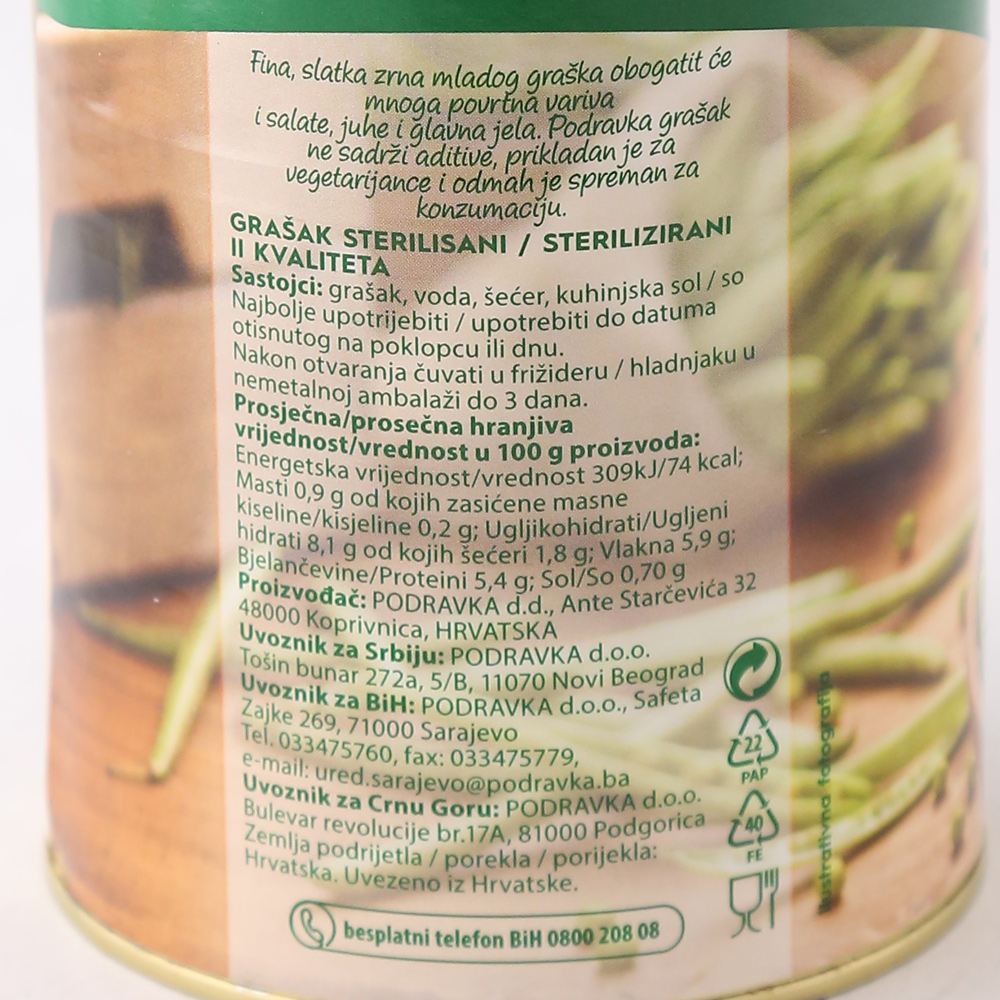 Fina, slatka zrna mladog graška obogatit će
mnoga povrtna variva
i salate, juhe i glavna jela. Podravka grašak
ne sadrži aditive, prikladan je za
vegetarijance i odmah je spreman za
konzumaciju.
GRAŠAK STERILISANI / STERILIZIRANI
II KVALITETA
Sastojci: grašak, voda, šećer, kuhinjska sol / so
Najbolje upotrijebiti / upotrebiti do datuma
otisnutog na poklopcu ili dnu.
Nakon otvaranja čuvati u frižideru / hladnjaku u
nemetalnoj ambalaži do 3 dana.
Prosječna/prosečna hranjiva
vrijednost/vrednost u 100 g proizvoda:
Energetska vrijednost/vrednost 309kJ/74 kcal;
Masti 0,9 g od kojih zasićene masne
kiseline/kisjeline 0,2 g; Ugljikohidrati/Ugljeni
hidrati 8,1 g od kojih šećeri 1,8 g; Vlakna 5,9 g;
Bjelančevine/Proteini 5,4 g; Sol/So 0,70 g
Proizvođač: PODRAVKA d.d., Ante Starčevića 32
48000 Koprivnica, HRVATSKA
Uvoznik za Srbiju: PODRAVKA d.o.o.
Tošin bunar 272a, 5/B, 11070 Novi Beograd
Uvoznik za BiH: PODRAVKA d.o.o., Safeta
Zajke 269, 71000 Sarajevo
Tel. 033475760, fax: 033475779,
e-mail: ured.sarajevo@podravka.ba
Uvoznik za Crnu Goru: PODRAVKA d.o.o.
Bulevar revolucije br.17A, 81000 Podgorica
Zemlja podrijetla / porekla / porijekla:
Hrvatska. Uvezeno iz Hrvatske.
besplatni telefon BiH 0800 208 08
22
PAP
40
FE
Ilustrativna fotografija